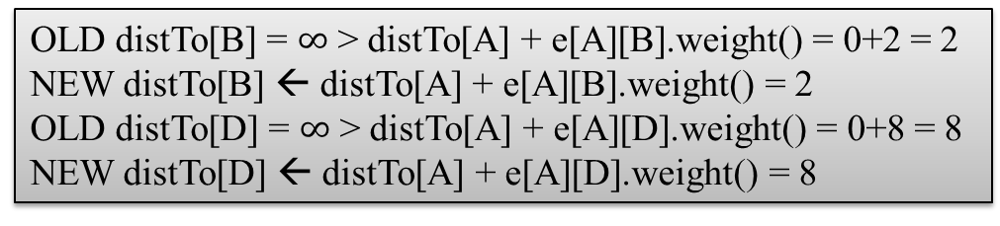 OLD distTo[B] = ∞ > distTo[A] + e[A][B].weight() = 0+2 = 2
NEW distTo[B] ← distTo[A] + e[A][B].weight() = 2
OLD distTo[D] = ∞ > distTo[A] + e[A][D].weight() = 0+8 = 8
NEW distTo[D] ← distTo[A] + e[A][D].weight() = 8